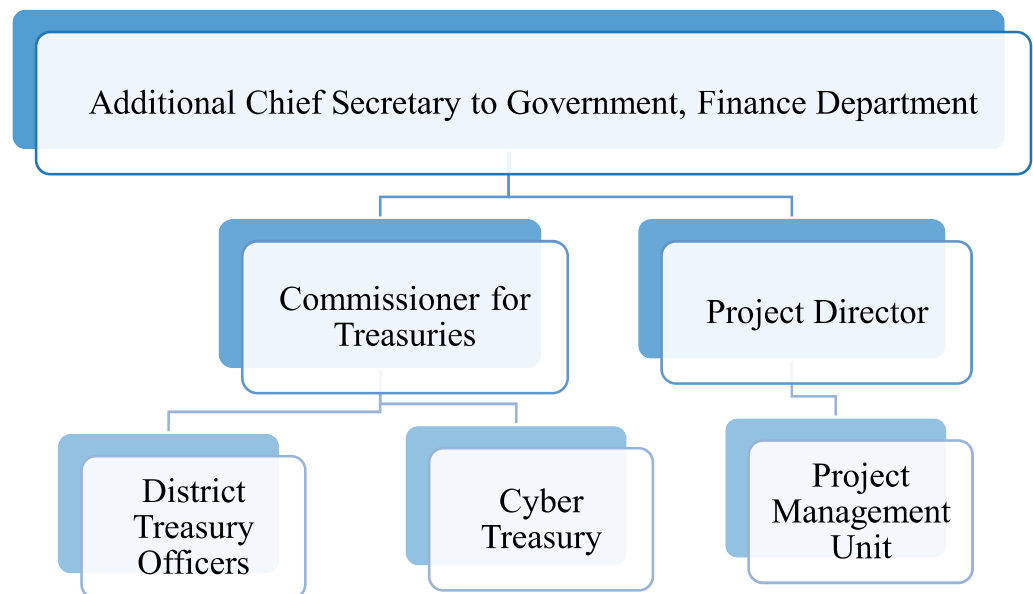 Additional Chief Secretary to Government, Finance Department
Commissioner for
Treasuries
Project Director
District
Treasury
Officers
Cyber
Treasury
Project
Management
Unit